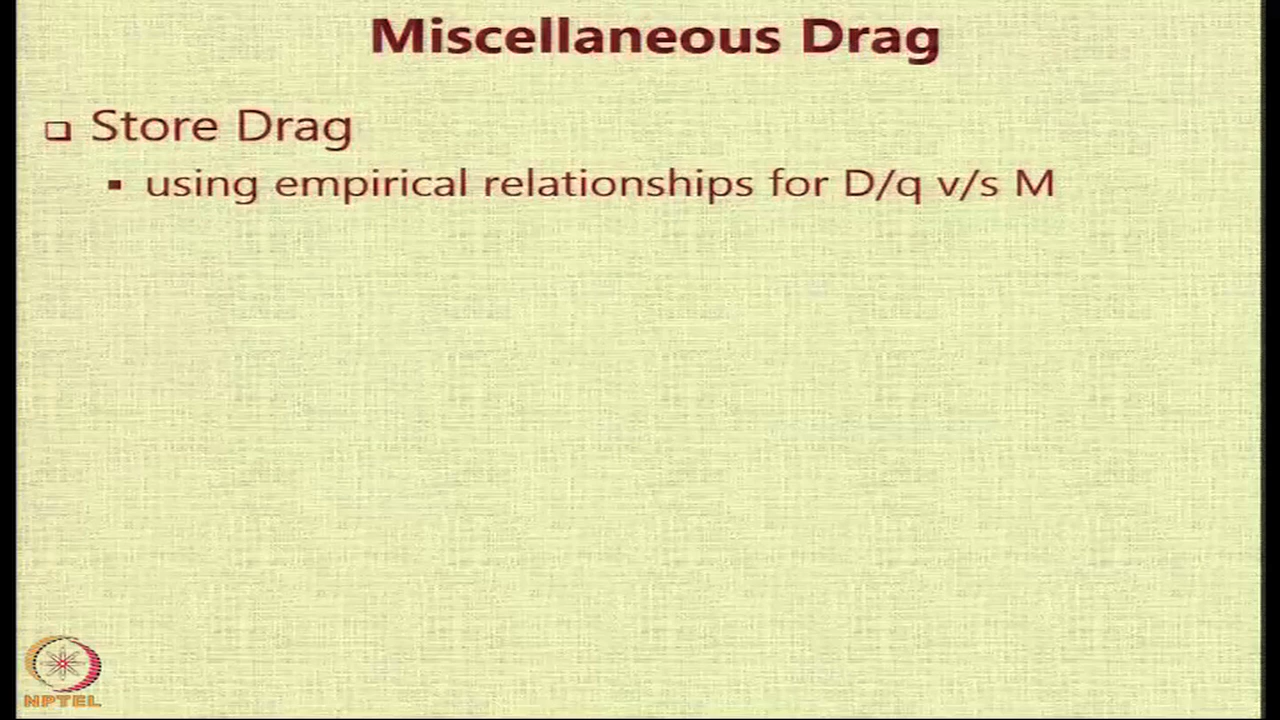 Miscellaneous Drag
Store Drag
using empirical relationships for D/q v/s M
NPTEL